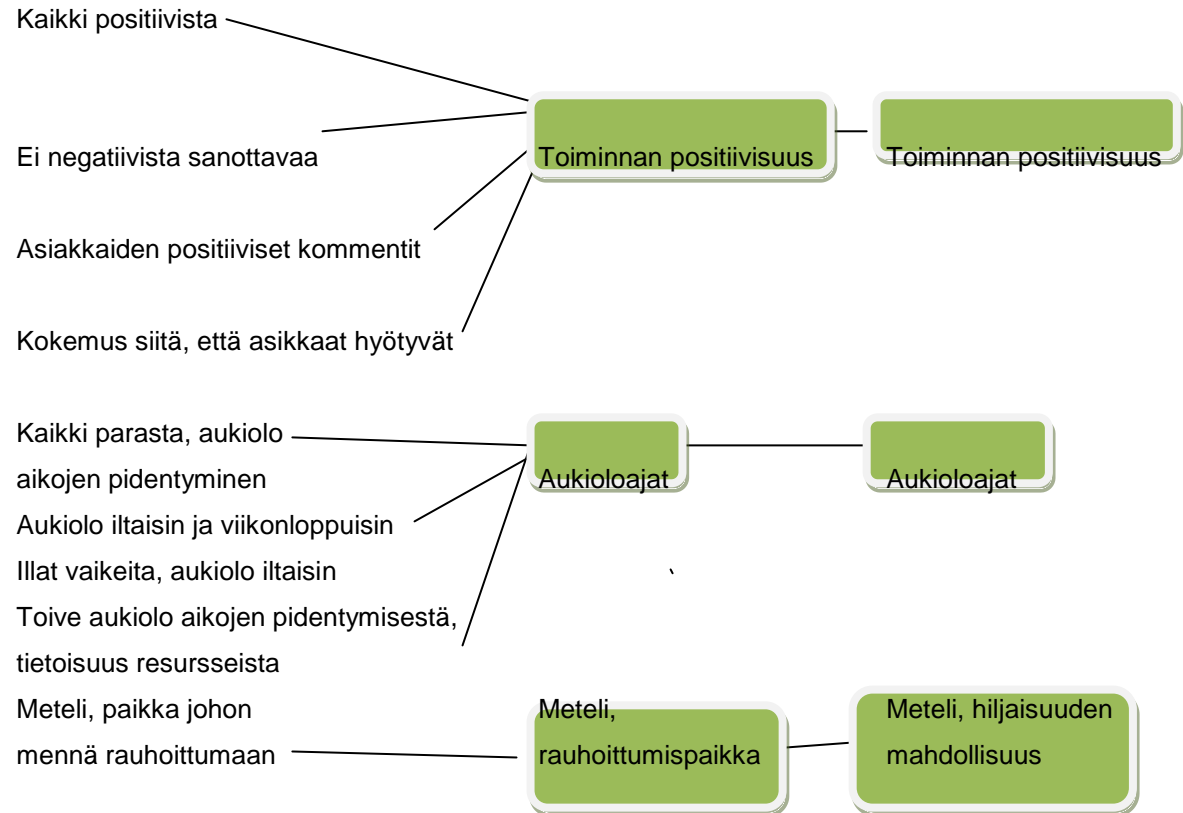 Kaikki positiivista
Ei negatiivista sanottavaa
Toiminnan positiivisuus
Toiminnan positiivisuus
Asiakkaiden positiiviset kommentit
Kokemus siitä, että asikkaat hyötyvät
Kaikki parasta, aukiolo
aikojen pidentyminen
Aukioloajat
Aukioloajat
Aukiolo iltaisin ja viikonloppuisin
Illat vaikeita, aukiolo iltaisin
Toive aukiolo aikojen pidentymisestä,
tietoisuus resursseista
Meteli, paikka johon
mennä rauhoittumaan
Meteli,
rauhoittumispaikka
Meteli, hiljaisuuden
mahdollisuus